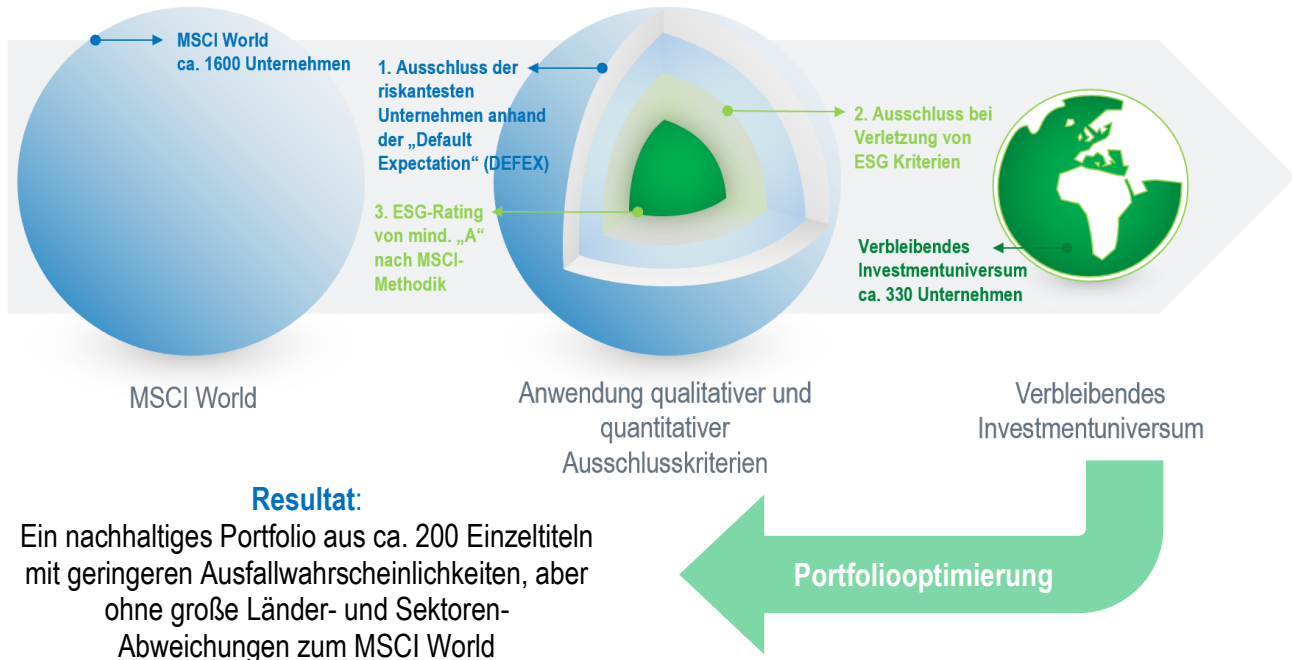 MSCI World
ca. 1600 Unternehmen
1. Ausschluss der
riskantesten
Unternehmen anhand
der „Default
Expectation“ (DEFEX)
2. Ausschluss bei
Verletzung von
ESG Kriterien
3. ESG-Rating
von mind. „A“
nach MSCI-
Methodik
Verbleibendes
Investmentuniversum
ca. 330 Unternehmen
MSCI World
Anwendung qualitativer und
quantitativer
Ausschlusskriterien
Verbleibendes
Investmentuniversum
Resultat:
Ein nachhaltiges Portfolio aus ca. 200 Einzeltiteln
mit geringeren Ausfallwahrscheinlichkeiten, aber
ohne große Länder- und Sektoren-
Abweichungen zum MSCI World
Portfoliooptimierung